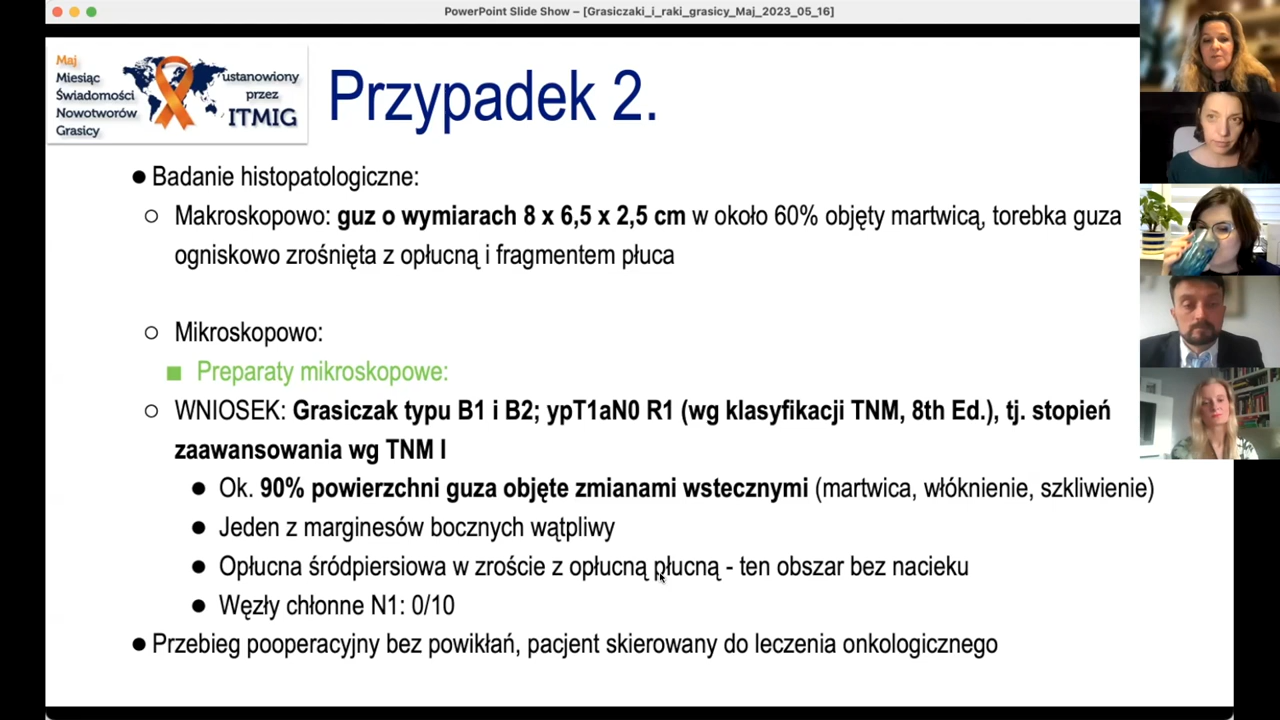 PowerPoint Slide Show – [Grasiczaki_i_raki_grasicy_Maj_2023_05_16]
Maj
Miesiąc
Świadomości
Nowotworów
Grasicy
ustanowiony
przez
ITMIG
Przypadek 2.
● Badanie histopatologiczne:
○ Makroskopowo: guz o wymiarach 8 x 6,5 x 2,5 cm w około 60% objęty martwicą, torebka guza
ogniskowo zrośnięta z opłucną i fragmentem płuca
○ Mikroskopowo:
■ Preparaty mikroskopowe:
○ WNIOSEK: Grasiczak typu B1 i B2; ypT1aN0 R1 (wg klasyfikacji TNM, 8th Ed.), tj. stopień
zaawansowania wg TNM I
● Ok. 90% powierzchni guza objęte zmianami wstecznymi (martwica, włóknienie, szkliwienie)
● Jeden z marginesów bocznych wątpliwy
● Opłucna śródpiersiowa w zroście z opłucną płucną - ten obszar bez nacieku
● Węzły chłonne N1: 0/10
● Przebieg pooperacyjny bez powikłań, pacjent skierowany do leczenia onkologicznego